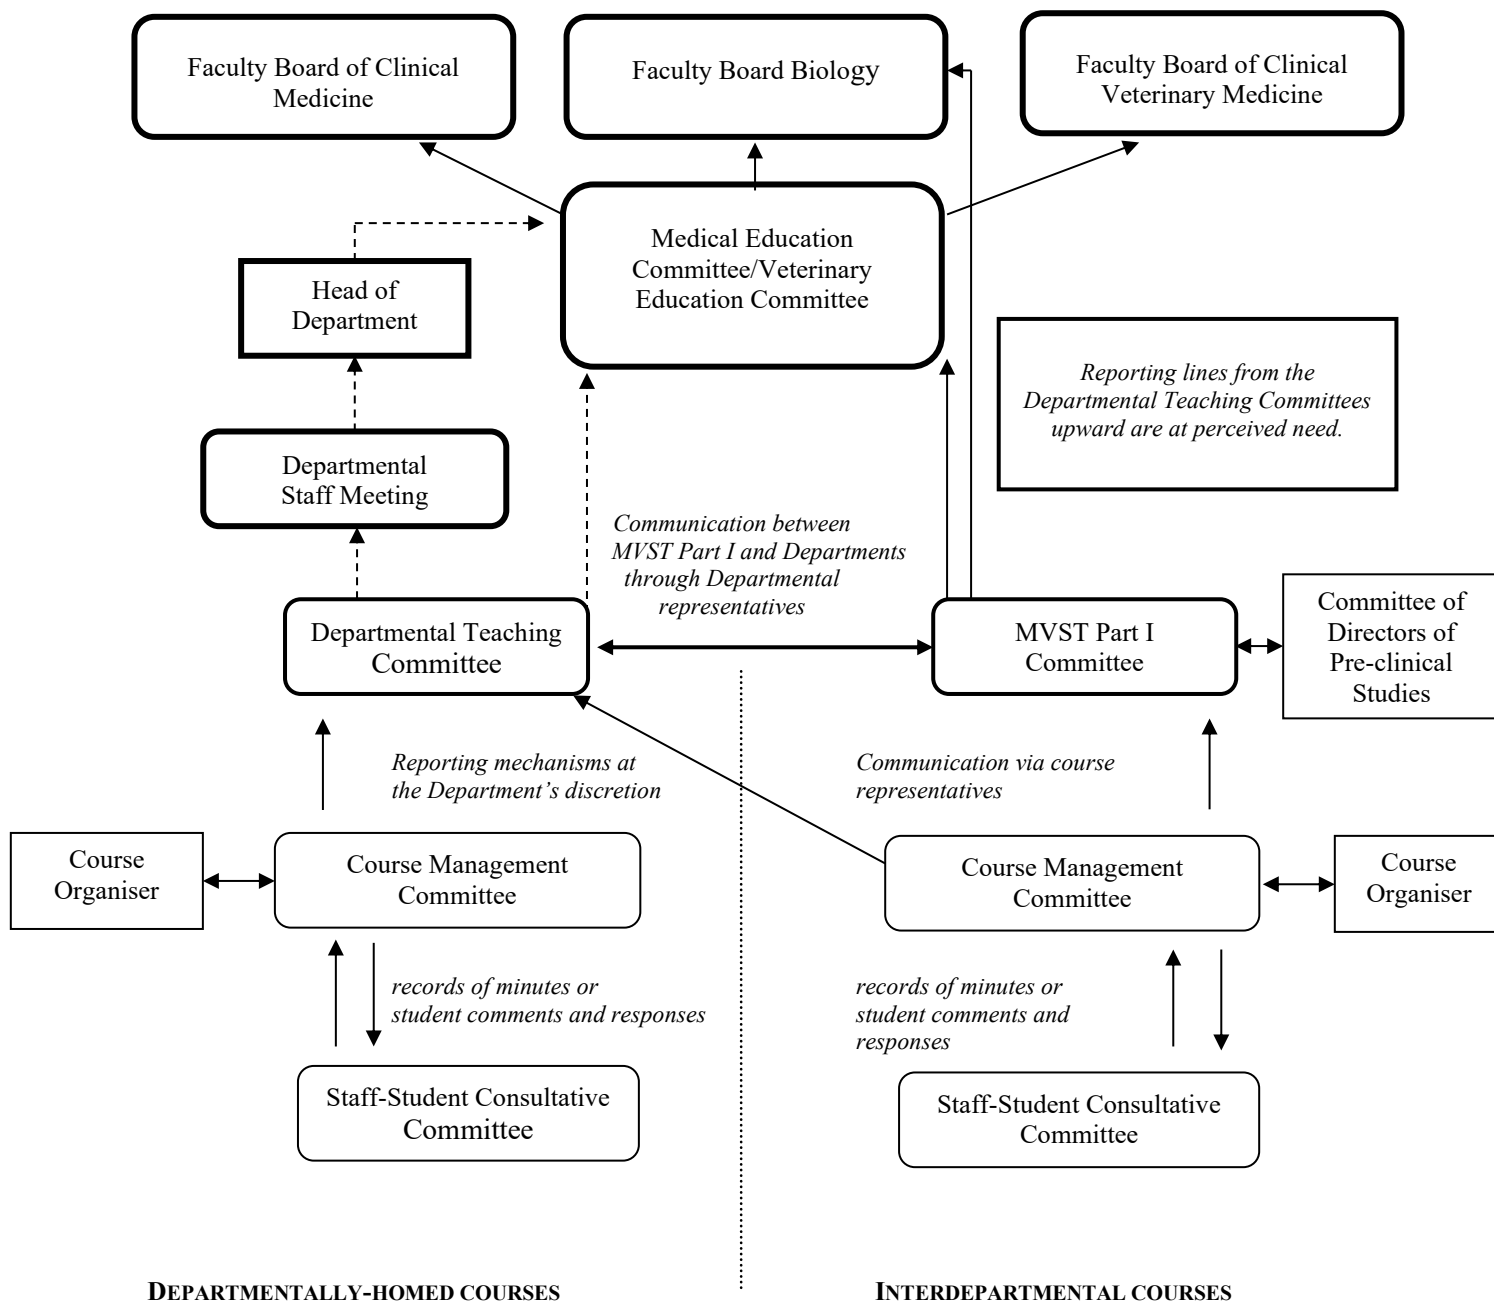 Faculty Board of Clinical
Medicine
Faculty Board Biology
Faculty Board of Clinical
Veterinary Medicine
Medical Education
Committee/Veterinary
Education Committee
Head of
Department
Reporting lines from the
Departmental Teaching Committees
upward are at perceived need.
Departmental
Staff Meeting
Communication between
MVST Part I and Departments
through Departmental
representatives
Departmental Teaching
Committee
MVST Part I
Committee
Committee of
Directors of
Pre-clinical
Studies
Reporting mechanisms at
the Department’s discretion
Communication via course
representatives
Course
Organiser
Course Management
Committee
Course Management
Committee
Course
Organiser
records of minutes or
student comments and responses
records of minutes or
student comments and
responses
Staff-Student Consultative
Committee
Staff-Student Consultative
Committee
DEPARTMENTALLY-HOMED COURSES
INTERDEPARTMENTAL COURSES